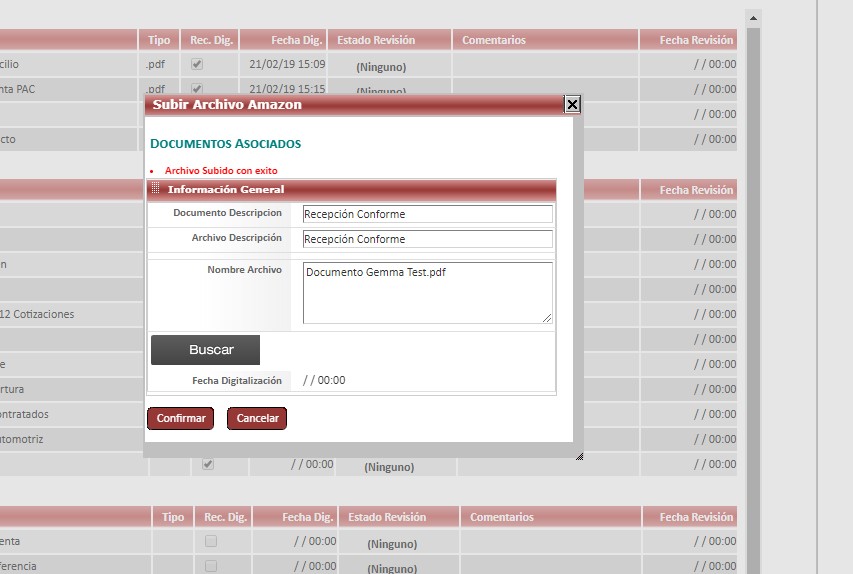 Tipo Rec. Dig. Fecha Dig. Estado Revisión Comentarios Fecha Revisión
cilio .pdf 21/02/19 15:09 (Ninguno) / / 00:00
nta PAC .pdf 21/02/19 15:15 (Ninguno) / / 00:00
/ / 00:00
cto / / 00:00
Subir Archivo Amazon
DOCUMENTOS ASOCIADOS
Archivo Subido con exito
Información General
Documento Descripcion Recepción Conforme
Archivo Descripción Recepción Conforme
Nombre Archivo Documento Gemma Test.pdf
Buscar
Fecha Digitalización / / 00:00
Confirmar Cancelar
Fecha Revisión
/ / 00:00
/ / 00:00
n / / 00:00
/ / 00:00
12 Cotizaciones / / 00:00
/ / 00:00
e / / 00:00
rtura / / 00:00
ontratados / / 00:00
utomotriz / / 00:00
/ / 00:00 (Ninguno) / / 00:00
Tipo Rec. Dig. Fecha Dig. Estado Revisión Comentarios Fecha Revisión
enta / / 00:00 (Ninguno) / / 00:00
ferencia / / 00:00 (Ninguno) / / 00:00